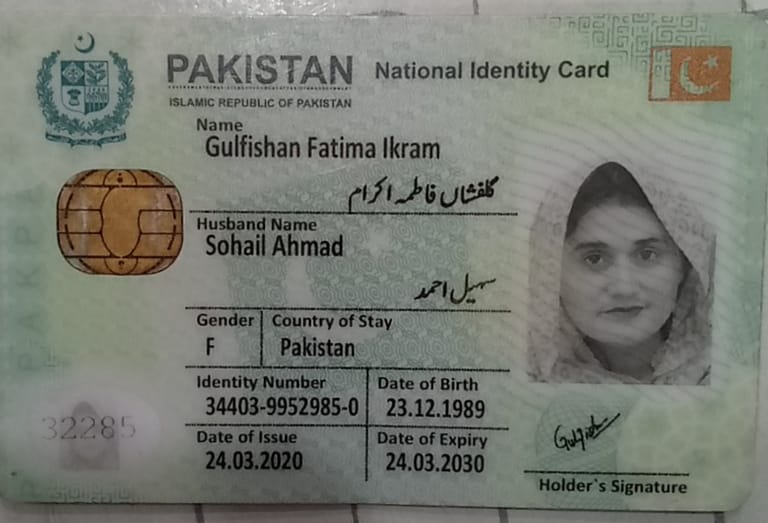 PAKISTAN National Identity Card
ISLAMIC REPUBLIC OF PAKISTAN
Name
Gulfishan Fatima Ikram
گلفشاں فاطمہ اکرام
Husband Name
Sohail Ahmad
سہیل احمد
Gender Country of Stay
F Pakistan
Identity Number Date of Birth
34403-9952985-0 23.12.1989
Date of Issue Date of Expiry
24.03.2020 24.03.2030
32285
Holder`s Signature